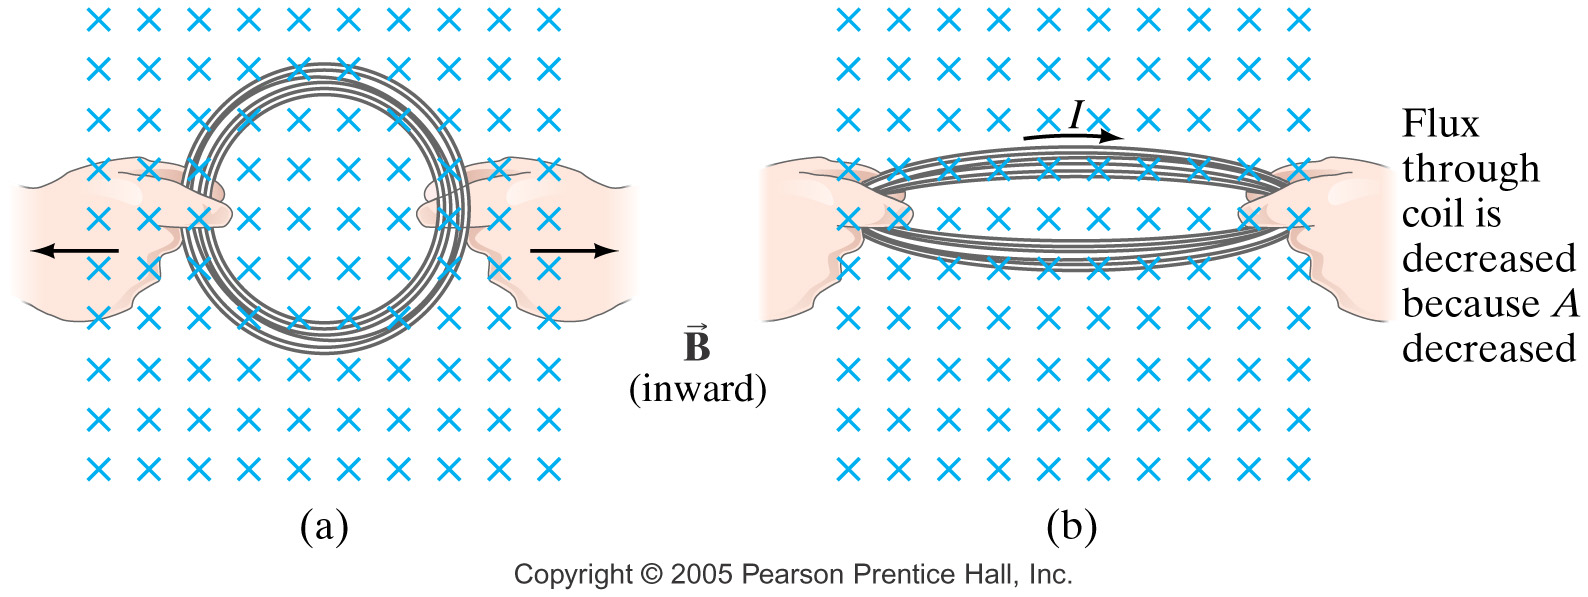 I
Flux
through
coil is
decreased
because A
decreased
B⃗
(inward)
(a)
(b)
Copyright © 2005 Pearson Prentice Hall, Inc.